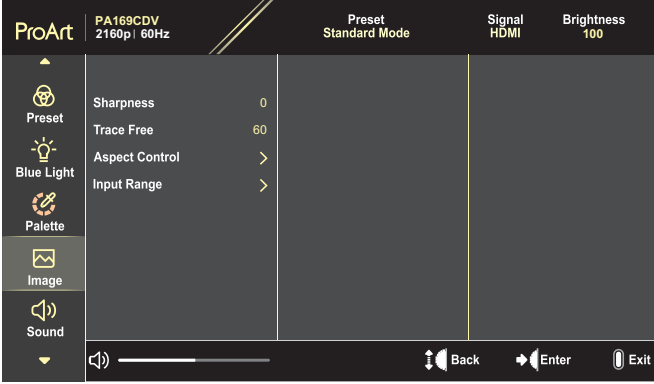 ProArt
PA169CDV
2160p| 60Hz
Preset
Standard Mode
Signal
HDMI
Brightness
100
Preset
Blue Light
Palette
Image
Sound
Sharpness 0
Trace Free 60
Aspect Control
Input Range
Back
Enter
Exit